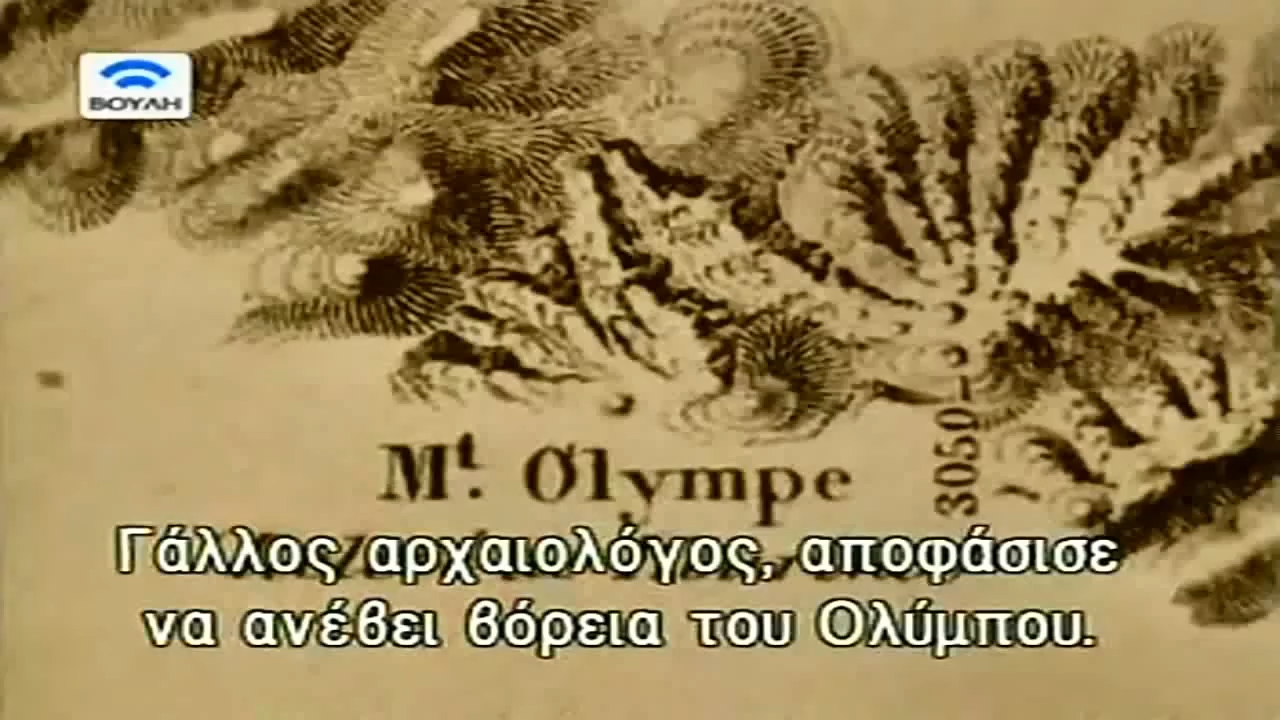 ΒΟΥΛΗ
Mt. Olympe
3050
Γάλλος αρχαιολόγος, αποφάσισε
να ανέβει βόρεια του Ολύμπου.